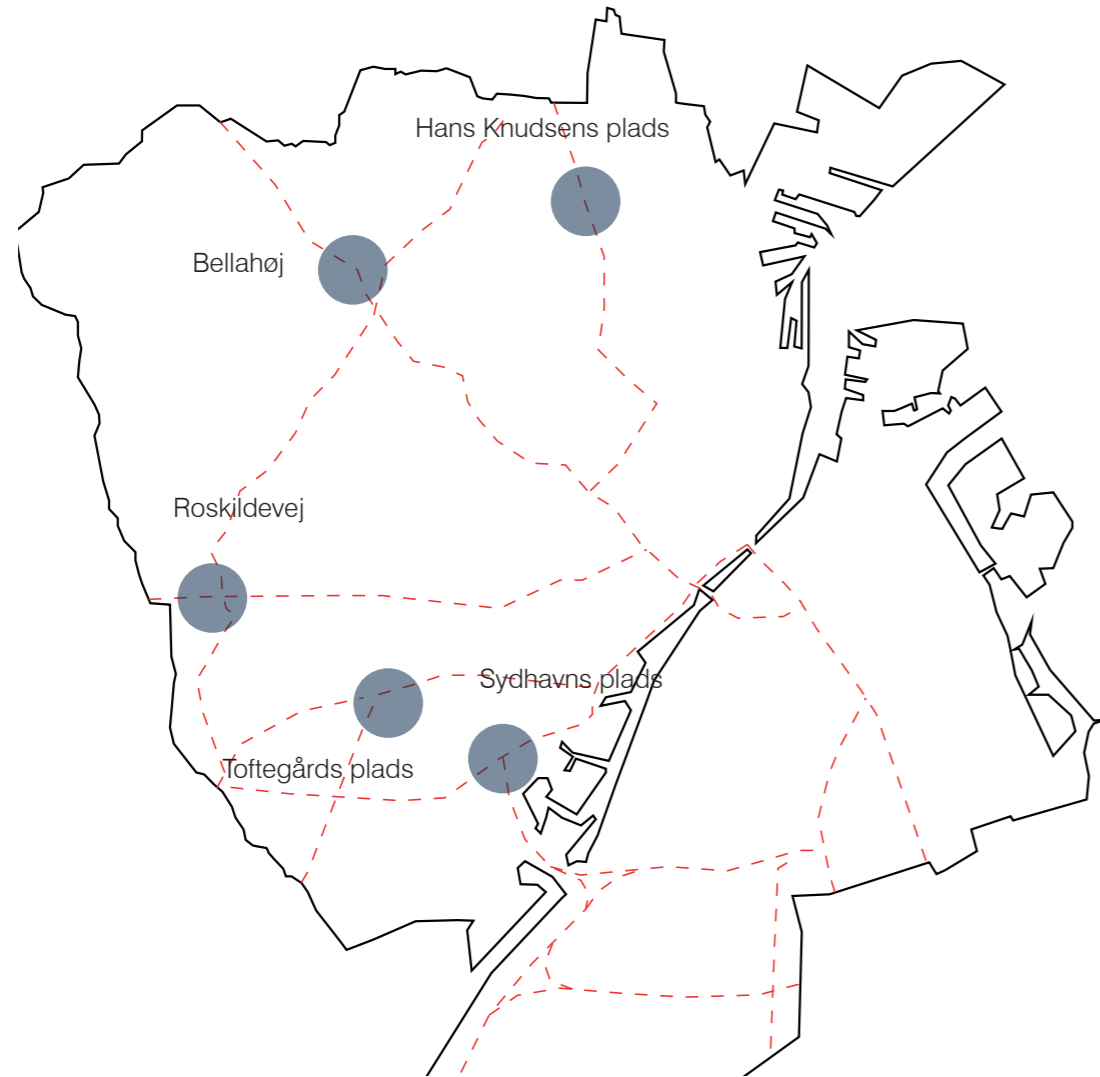 Hans Knudsens plads
Bellahøj
Roskildevej
Sydhavns plads
Toftegårds plads